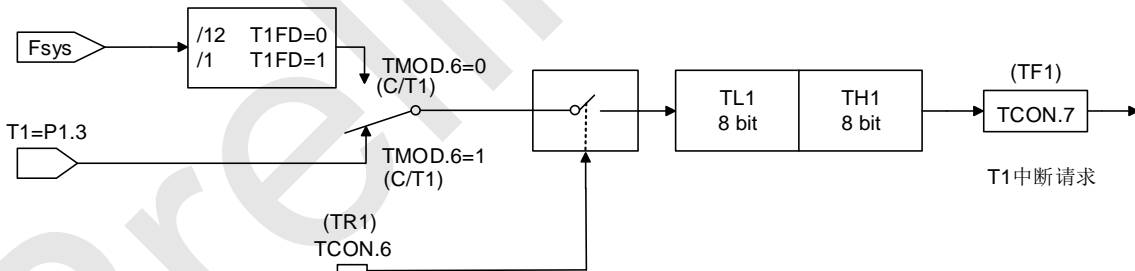 Fsys
/12 T1FD=0
/1 T1FD=1
TMOD.6=0
(C/T1)
T1=P1.3
TMOD.6=1
(C/T1)
(TR1)
TCON.6
TL1
8 bit
TH1
8 bit
(TF1)
TCON.7
T1中断请求